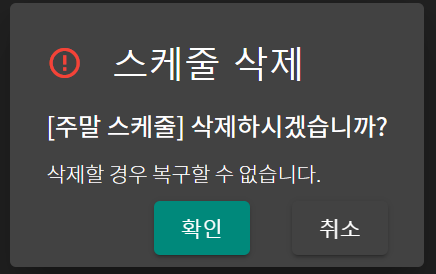 스케줄 삭제
[주말 스케줄] 삭제하시겠습니까?
삭제할 경우 복구할 수 없습니다.
확인
취소